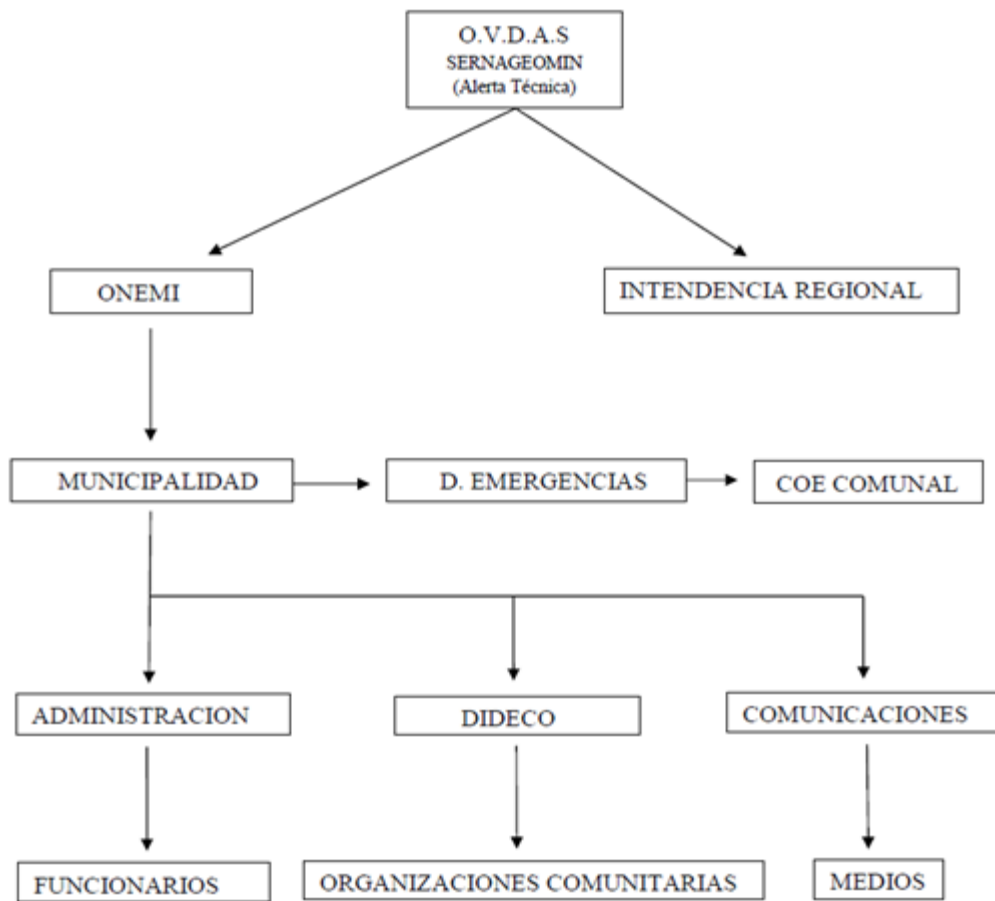 O.V.D.A.S
SERNAGEOMIN
(Alerta Técnica)
ONEMI
INTENDENCIA REGIONAL
MUNICIPALIDAD
D. EMERGENCIAS
COE COMUNAL
ADMINISTRACION
DIDECO
COMUNICACIONES
FUNCIONARIOS
ORGANIZACIONES COMUNITARIAS
MEDIOS